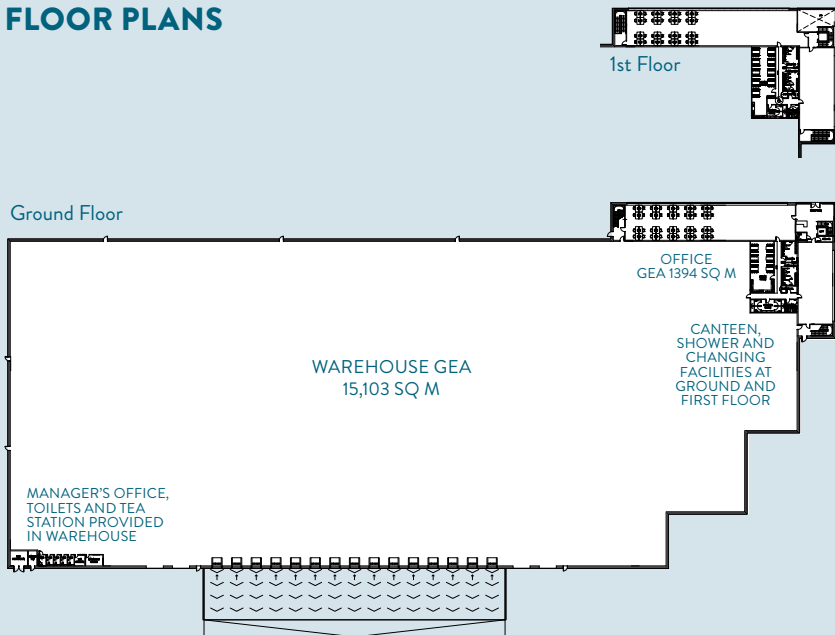 FLOOR PLANS
1st Floor
Ground Floor
OFFICE
GEA 1394 SQ M
WAREHOUSE GEA
15,103 SQ M
CANTEEN,
SHOWER AND
CHANGING
FACILITIES AT
GROUND AND
FIRST FLOOR
MANAGER'S OFFICE,
TOILETS AND TEA
STATION PROVIDED
IN WAREHOUSE